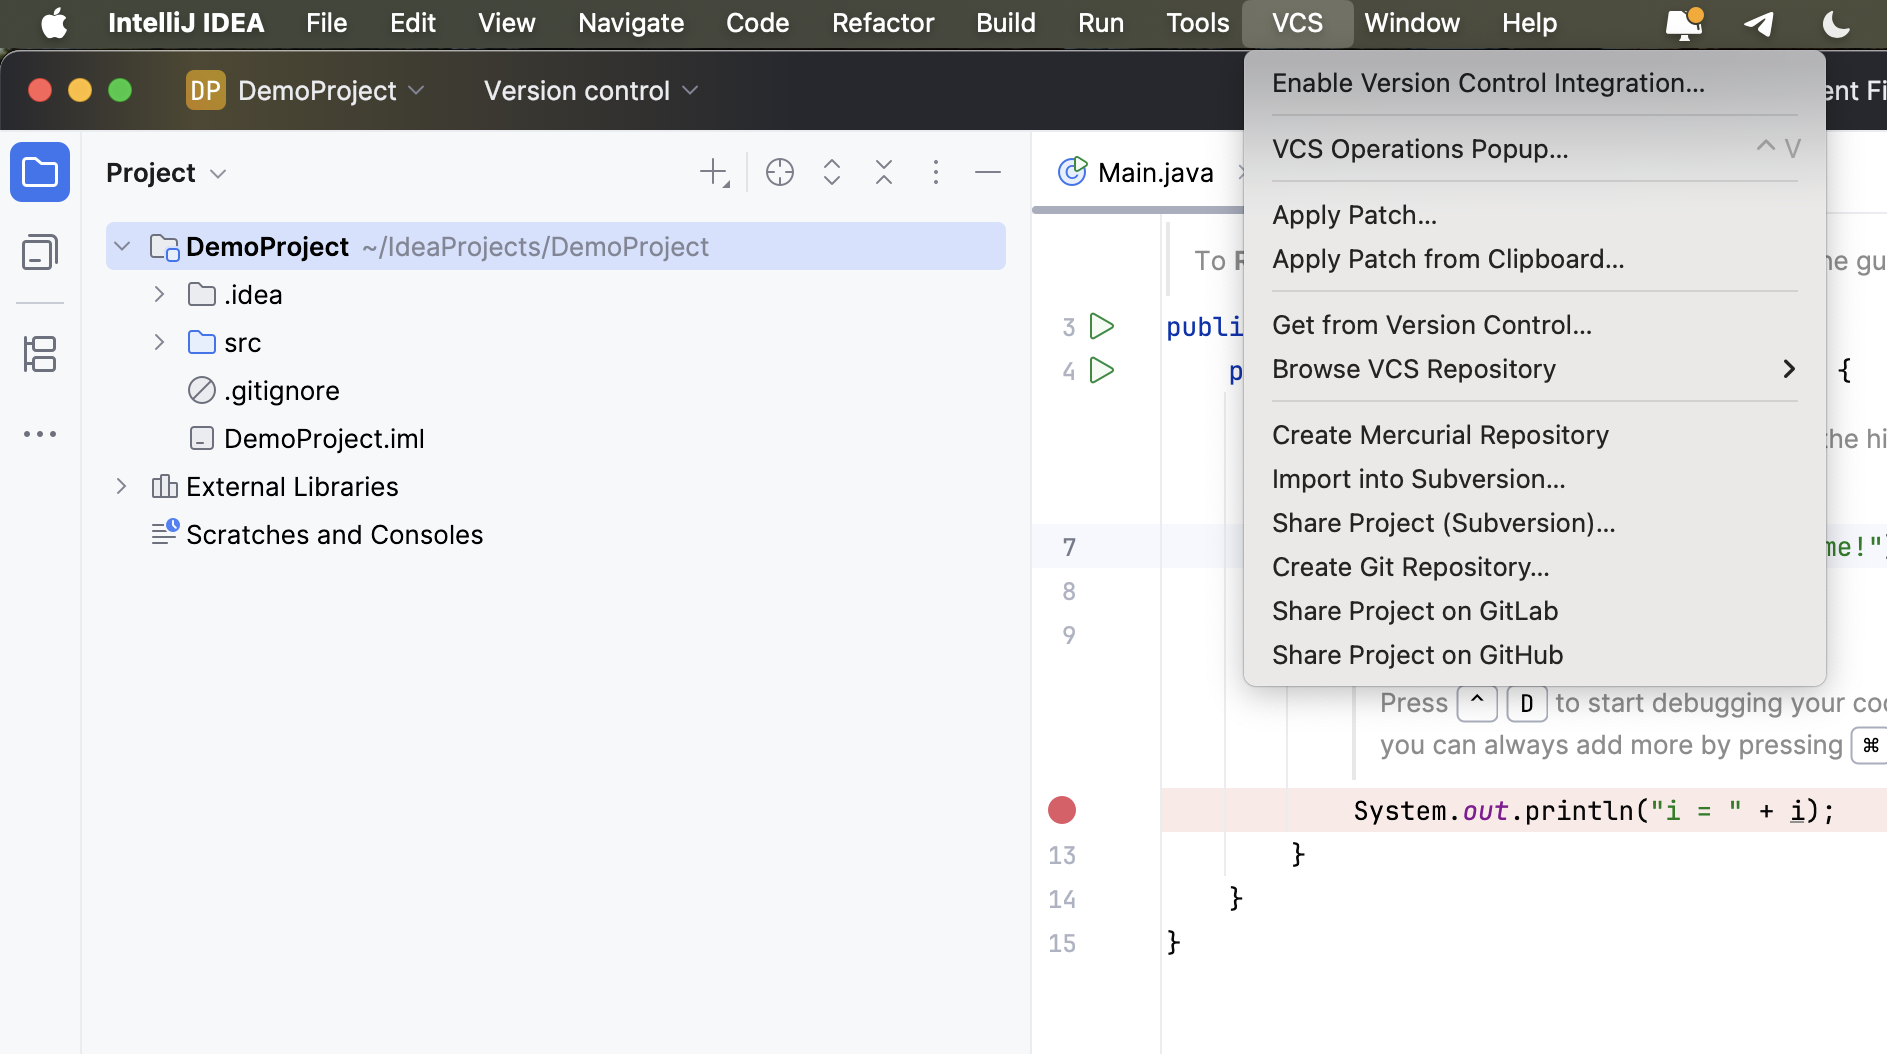 IntelliJ IDEA File Edit View Navigate Code Refactor Build Run Tools VCS Window Help
DP DemoProject Version control
ent Fi
Project
Main.java
DemoProject ~/IdeaProjects/DemoProject
.idea
src
.gitignore
DemoProject.iml
External Libraries
Scratches and Consoles
Enable Version Control Integration...
VCS Operations Popup... ^ V
Apply Patch...
Apply Patch from Clipboard...
Get from Version Control...
Browse VCS Repository
Create Mercurial Repository
Import into Subversion...
Share Project (Subversion)...
Create Git Repository...
Share Project on GitLab
Share Project on GitHub
To
he gu
3 publi
4 p {
the hi
7 me!")
8
9
Press ^ D to start debugging your co
you can always add more by pressing ⌘
System.out.println("i = " + i);
13 }
14 }
15 }